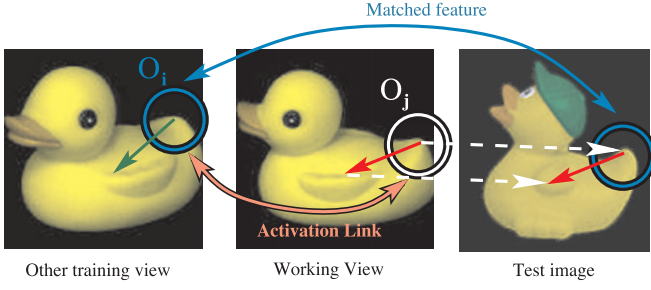 Matched feature
O_i
O_j
Activation Link
Other training view
Working View
Test image